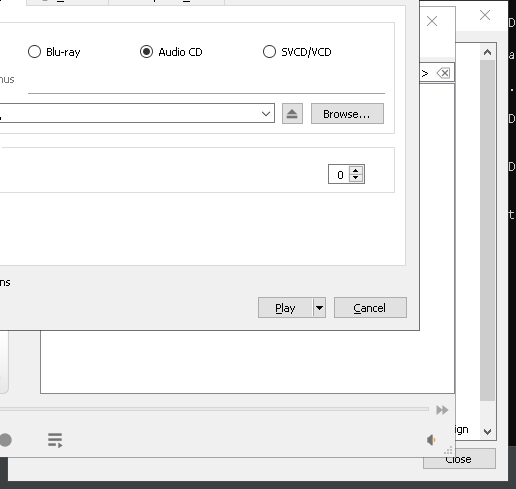 Blu-ray Audio CD SVCD/VCD
nus
>
Browse...
0
ns
Play Cancel
ign
Close
D
a
.
D
D
t